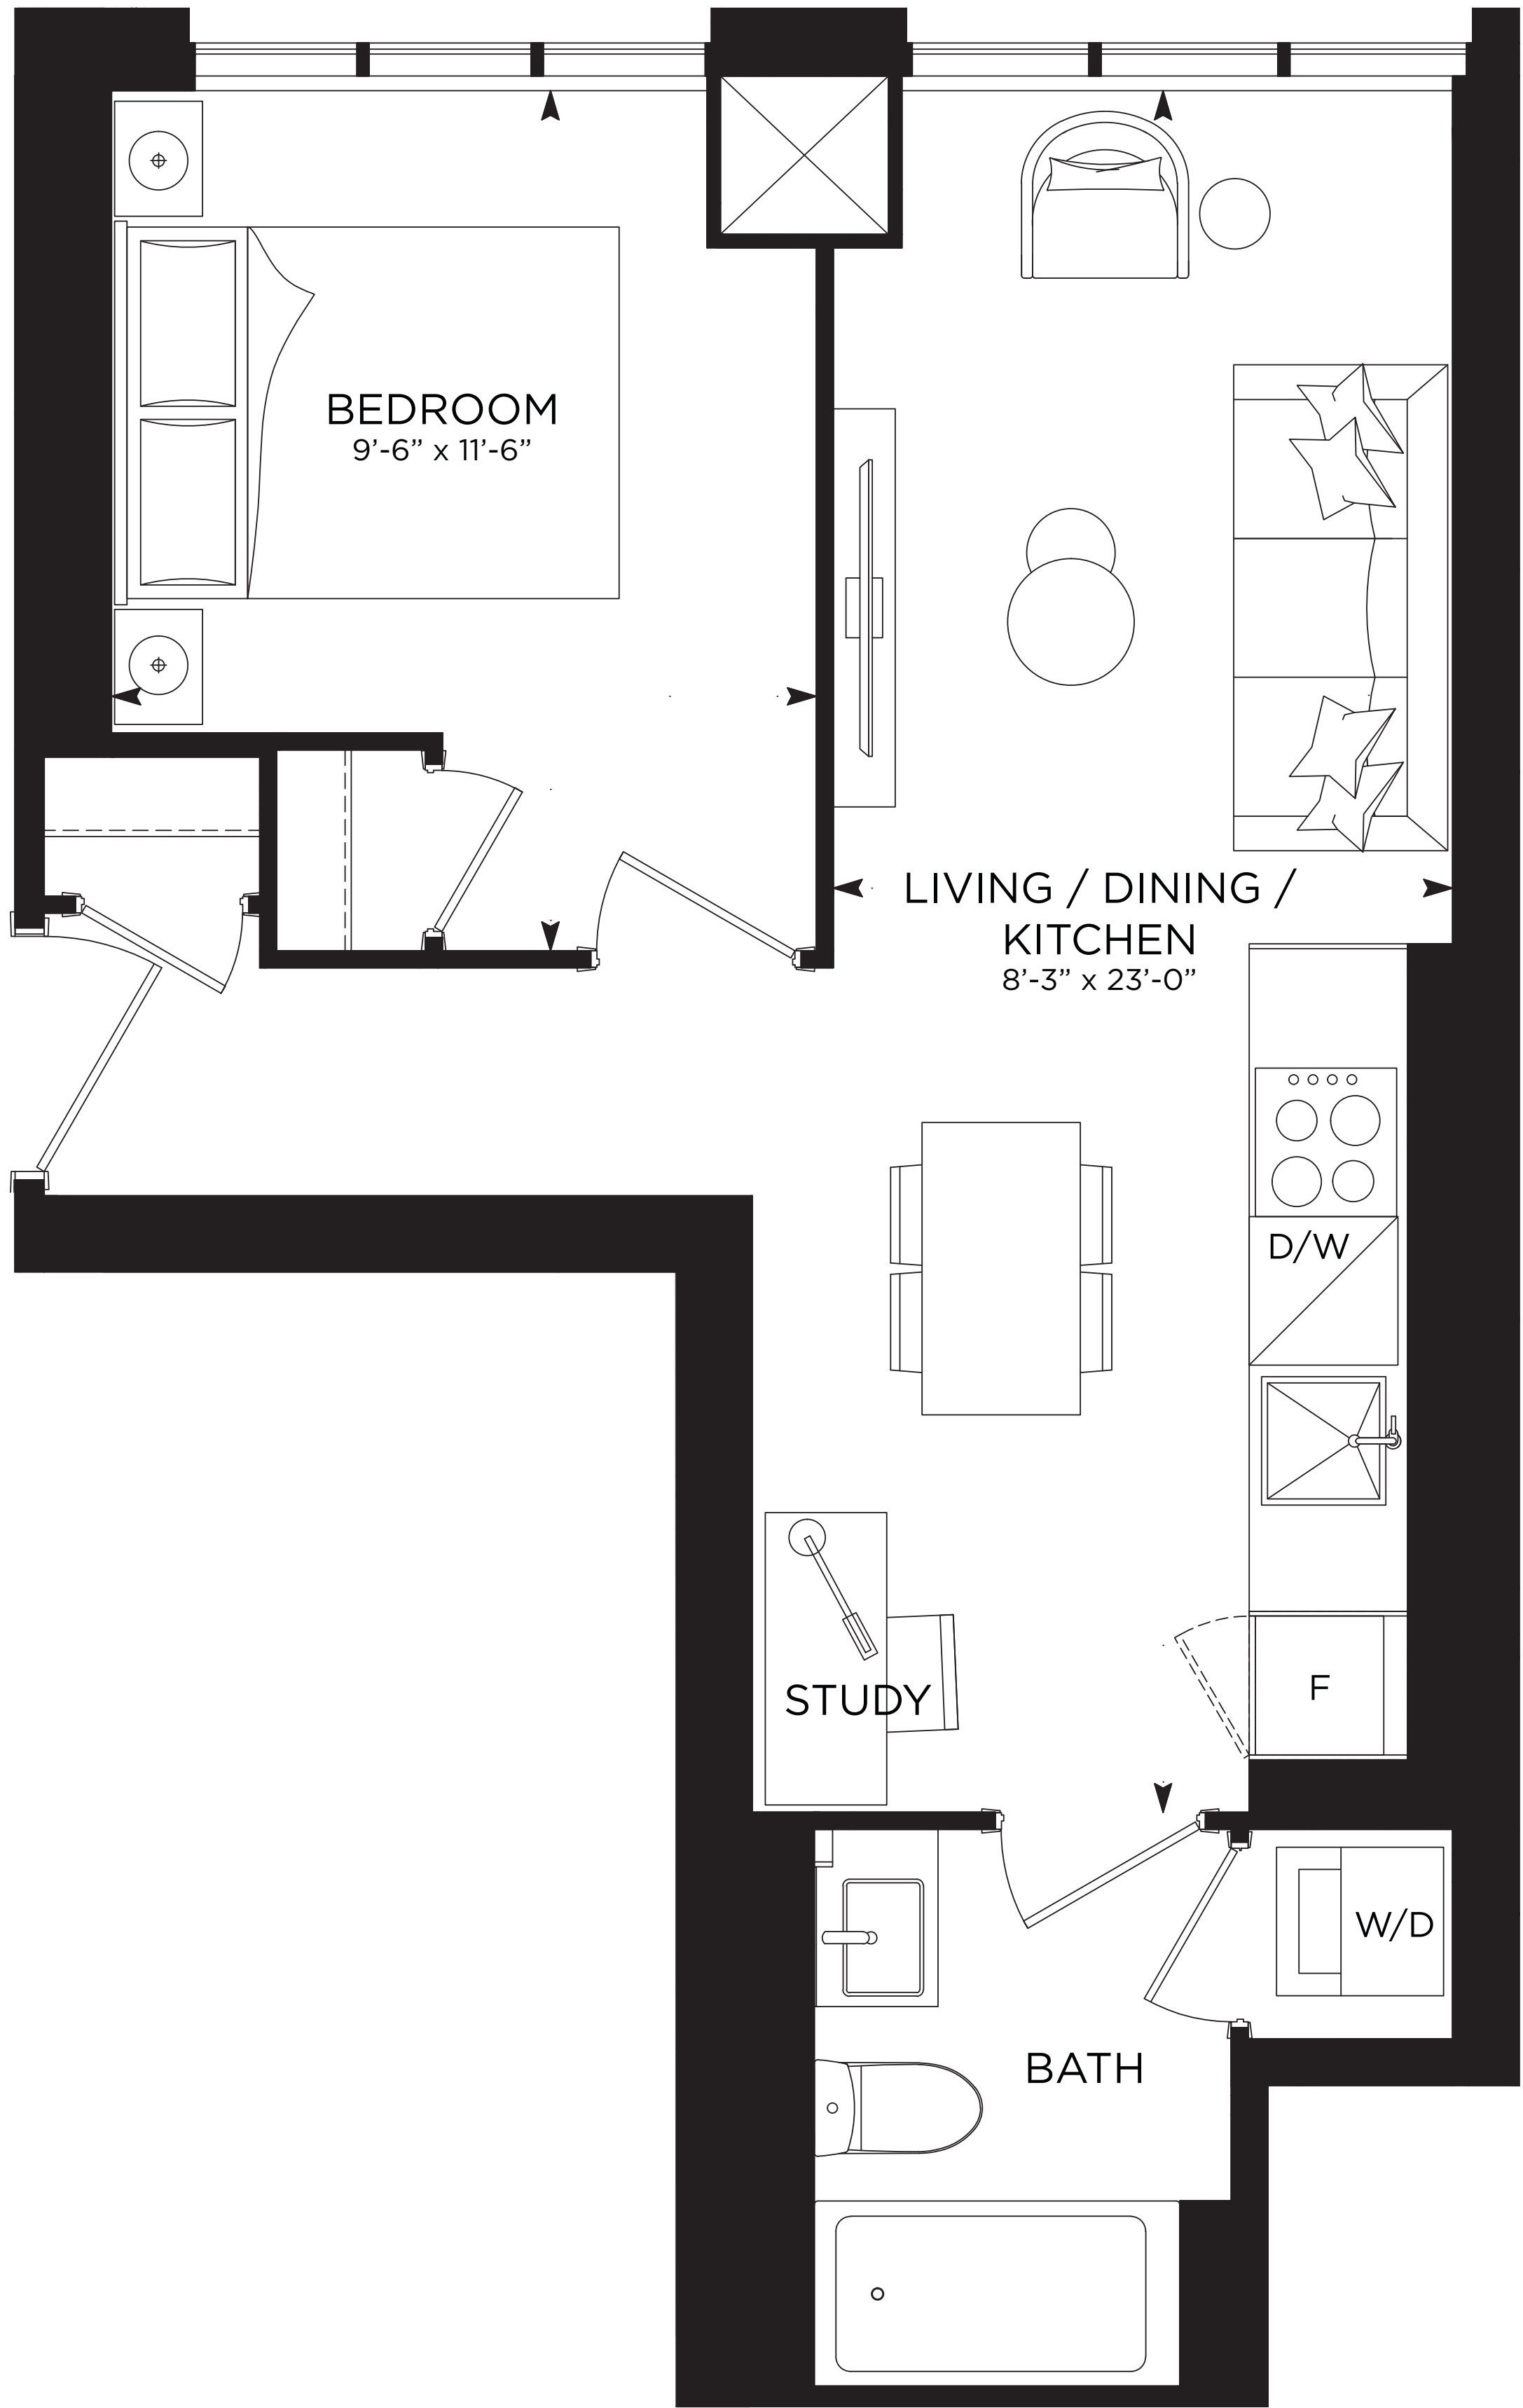 BEDROOM
9’-6” x 11’-6”
LIVING / DINING /
KITCHEN
8’-3” x 23’-0”
D/W
STUDY
F
W/D
BATH